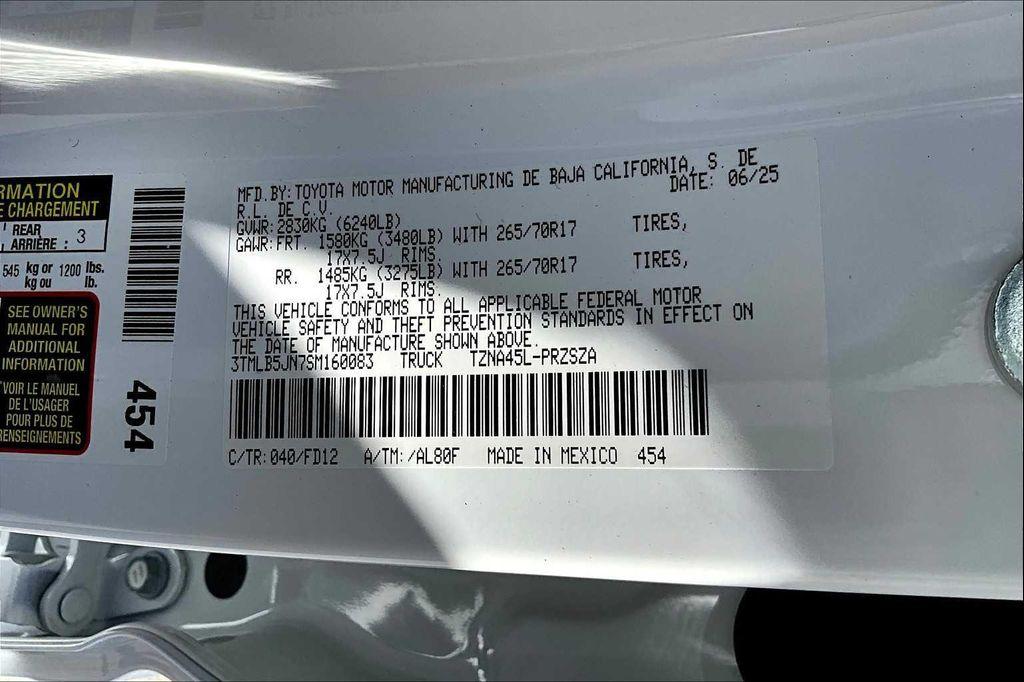 RMATION
E CHARGEMENT
REAR
ARRIÈRE : 3
545 kg or 1200 lbs.
kg ou lb.
SEE OWNER'S
MANUAL FOR
ADDITIONAL
INFORMATION
VOIR LE MANUEL
DE L'USAGER
POUR PLUS DE
RENSEIGNEMENTS
454
MFD.BY:TOYOTA MOTOR MANUFACTURING DE BAJA CALIFORNIA, S. DE
R.L. DE C.V. DATE: 06/25
GVWR:2830KG (6240LB)
GAWR:FRT. 1580KG (3480LB) WITH 265/70R17 TIRES,
17X7.5J RIMS.
RR. 1485KG (3275LB) WITH 265/70R17 TIRES,
17X7.5J RIMS.
THIS VEHICLE CONFORMS TO ALL APPLICABLE FEDERAL MOTOR
VEHICLE SAFETY AND THEFT PREVENTION STANDARDS IN EFFECT ON
THE DATE OF MANUFACTURE SHOWN ABOVE.
3TMLB5JN7SM160083 TRUCK TZNA45L-PRZSZA
C/TR:040/FD12 A/TM:/AL80F MADE IN MEXICO 454